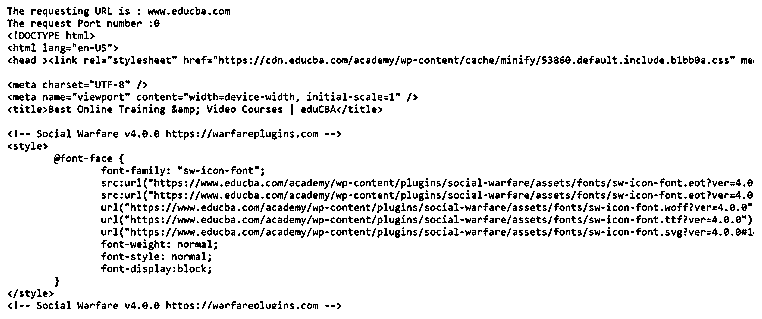 The requesting URL is : www.educba.com
The request Port number :0
<!DOCTYPE html>
<html lang="en-US">
<head ><link rel="stylesheet" href="https://cdn.educba.com/academy/wp-content/cache/minify/53860.default.include.b1bb0a.css" me
<meta charset="UTF-8" />
<meta name="viewport" content="width=device-width, initial-scale=1" />
<title>Best Online Training &amp; Video Courses | eduCBA</title>
<!-- Social Warfare v4.0.0 https://warfareplugins.com -->
<style>
@font-face {
font-family: "sw-icon-font";
src:url("https://www.educba.com/academy/wp-content/plugins/social-warfare/assets/fonts/sw-icon-font.eot?ver=4.0
src:url("https://www.educba.com/academy/wp-content/plugins/social-warfare/assets/fonts/sw-icon-font.eot?ver=4.0
url("https://www.educba.com/academy/wp-content/plugins/social-warfare/assets/fonts/sw-icon-font.woff?ver=4.0.0"
url("https://www.educba.com/academy/wp-content/plugins/social-warfare/assets/fonts/sw-icon-font.ttf?ver=4.0.0")
url("https://www.educba.com/academy/wp-content/plugins/social-warfare/assets/fonts/sw-icon-font.svg?ver=4.0.0#1
font-weight: normal;
font-style: normal;
font-display:block;
}
</style>
<!-- Social Warfare v4.0.0 https://warfareplugins.com -->